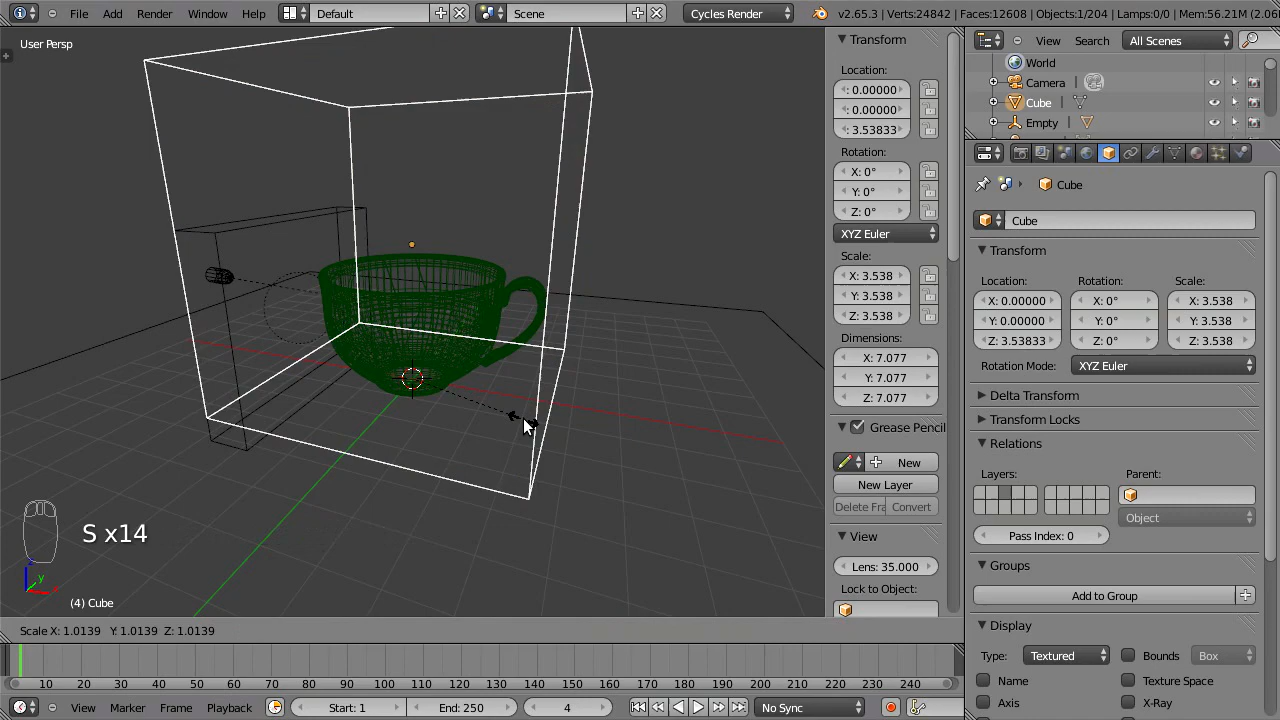 File Add Render Window Help Default Scene Cycles Render v2.65.3 | Verts:24842 | Faces:12608 | Objects:1/204 | Lamps:0/0 | Mem:56.21M
User Persp
Transform
Location:
: 0.00000
: 0.00000
: 3.53833
Rotation:
X: 0°
Y: 0°
Z: 0°
XYZ Euler
Scale:
X: 3.538
Y: 3.538
Z: 3.538
Dimensions:
X: 7.077
Y: 7.077
Z: 7.077
Grease Pencil
New
New Layer
Delete Fra Convert
View
Lens: 35.000
Lock to Object:
S x14
(4) Cube
Scale X: 1.0139 Y: 1.0139 Z: 1.0139
View Search All Scenes
World
Camera
Cube
Empty
Cube
Cube
Transform
Location: Rotation: Scale:
X: 0.00000 X: 0° X: 3.538
Y: 0.00000 Y: 0° Y: 3.538
Z: 3.53833 Z: 0° Z: 3.538
Rotation Mode: XYZ Euler
Delta Transform
Transform Locks
Relations
Layers: Parent:
Object
Pass Index: 0
Groups
Add to Group
Display
Type: Textured Bounds Box
Name Texture Space
Axis X-Ray
0 10 20 30 40 50 60 70 80 90 100 110 120 130 140 150 160 170 180 190 200 210 220 230 240
View Marker Frame Playback Start: 1 End: 250 4 No Sync